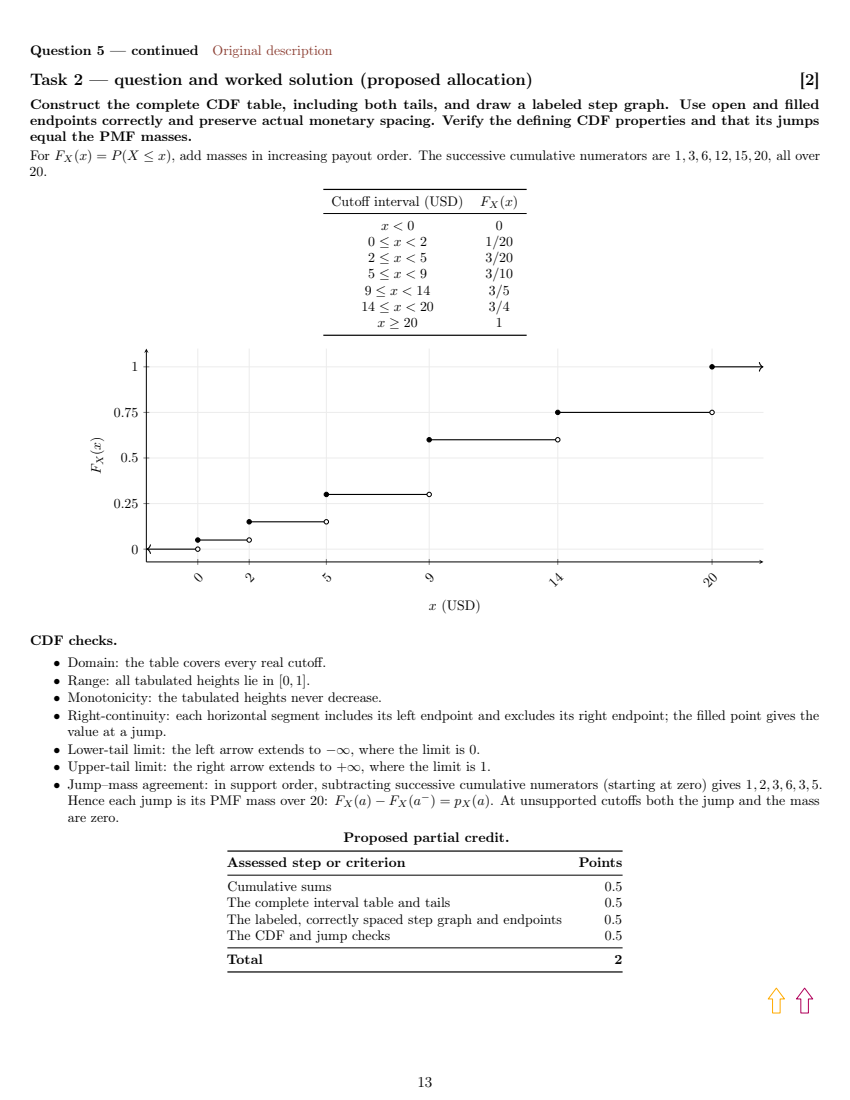 Question 5 — continued Original description
Task 2 — question and worked solution (proposed allocation) [2]
Construct the complete CDF table, including both tails, and draw a labeled step graph. Use open and filled
endpoints correctly and preserve actual monetary spacing. Verify the defining CDF properties and that its jumps
equal the PMF masses.
For F_X(x) = P(X ≤ x), add masses in increasing payout order. The successive cumulative numerators are 1, 3, 6, 12, 15, 20, all over
20.
Cutoff interval (USD) F_X(x)
x < 0 0
0 ≤ x < 2 1/20
2 ≤ x < 5 3/20
5 ≤ x < 9 3/10
9 ≤ x < 14 3/5
14 ≤ x < 20 3/4
x ≥ 20 1
1
0.75
0.5
0.25
0
F_X(x)
0 2 5 9 14 20
x (USD)
CDF checks.
• Domain: the table covers every real cutoff.
• Range: all tabulated heights lie in [0, 1].
• Monotonicity: the tabulated heights never decrease.
• Right-continuity: each horizontal segment includes its left endpoint and excludes its right endpoint; the filled point gives the
value at a jump.
• Lower-tail limit: the left arrow extends to −∞, where the limit is 0.
• Upper-tail limit: the right arrow extends to +∞, where the limit is 1.
• Jump–mass agreement: in support order, subtracting successive cumulative numerators (starting at zero) gives 1, 2, 3, 6, 3, 5.
Hence each jump is its PMF mass over 20: F_X(a) − F_X(a⁻) = p_X(a). At unsupported cutoffs both the jump and the mass
are zero.
Proposed partial credit.
Assessed step or criterion Points
Cumulative sums 0.5
The complete interval table and tails 0.5
The labeled, correctly spaced step graph and endpoints 0.5
The CDF and jump checks 0.5
Total 2
13